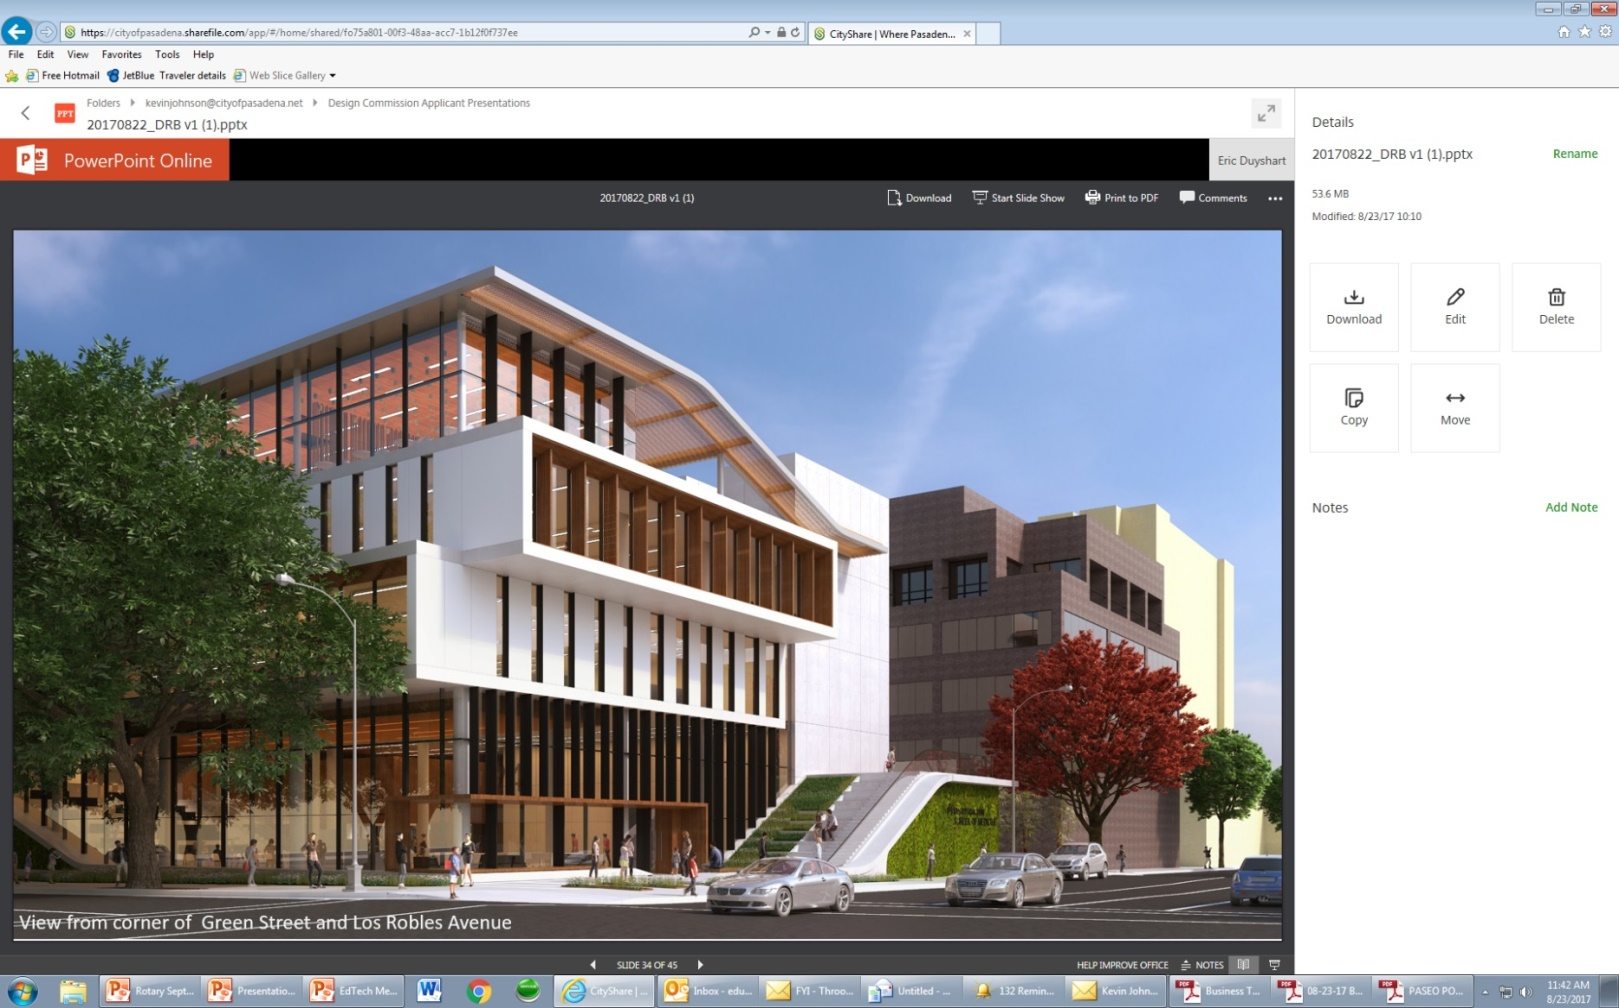 https://cityofpasadena.sharefile.com/app/#/home/shared/fo75a801-00f3-48aa-acc7-1b12f0f737ee
CityShare | Where Pasaden...
File Edit View Favorites Tools Help
Free Hotmail JetBlue Traveler details Web Slice Gallery
Folders kevinjohnson@cityofpasadena.net Design Commission Applicant Presentations
PPT
20170822_DRB v1 (1).pptx
PowerPoint Online
Eric Duyshart
20170822_DRB v1 (1)
Download Start Slide Show Print to PDF Comments ...
View from corner of Green Street and Los Robles Avenue
SLIDE 34 OF 45
HELP IMPROVE OFFICE NOTES
Details
20170822_DRB v1 (1).pptx Rename
53.6 MB
Modified: 8/23/17 10:10
Download Edit Delete
Copy Move
Notes Add Note
Rotary Sept... Presentatio... EdTech Me... CityShare | ... Inbox - edu... FYI - Throo... Untitled - ... 132 Remin... Kevin John... Business T... 08-23-17 B... PASEO PO...
11:42 AM
8/23/2017